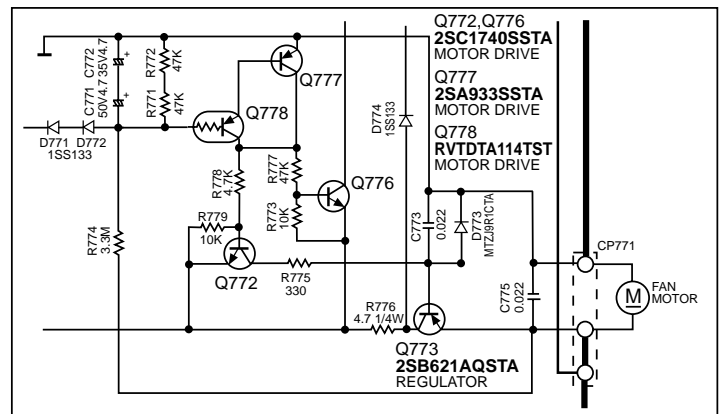 Q772,Q776
2SC1740SSTA
MOTOR DRIVE
Q777
2SA933SSTA
MOTOR DRIVE
Q778
RVTDTA114TST
MOTOR DRIVE
C772
35V4.7
C771
50V4.7
R772
47K
R771
47K
Q777
Q778
D774
1SS133
D771
D772
1SS133
R778
4.7K
R777
47K
Q776
R773
10K
R774
3.3M
R779
10K
Q772
R775
330
C773
0.022
D773
MTZJ9R1CTA
CP771
C775
0.022
M
FAN
MOTOR
R776
4.7 1/4W
Q773
2SB621AQSTA
REGULATOR